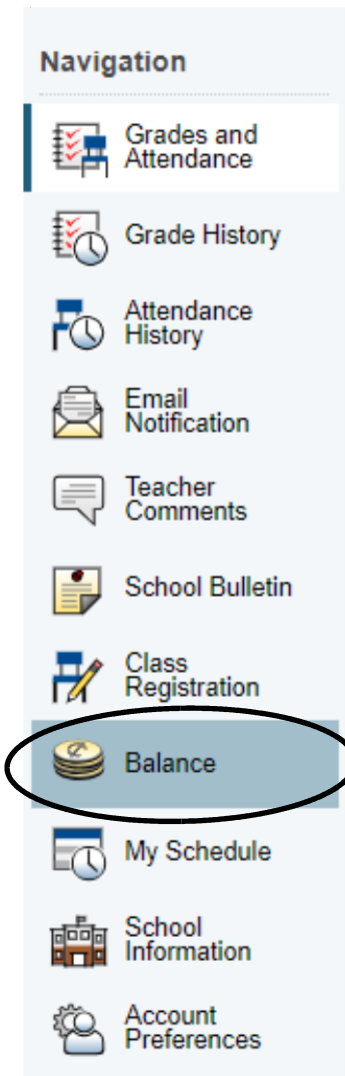 Navigation
Grades and
Attendance
Grade History
Attendance
History
Email
Notification
Teacher
Comments
School Bulletin
Class
Registration
Balance
My Schedule
School
Information
Account
Preferences